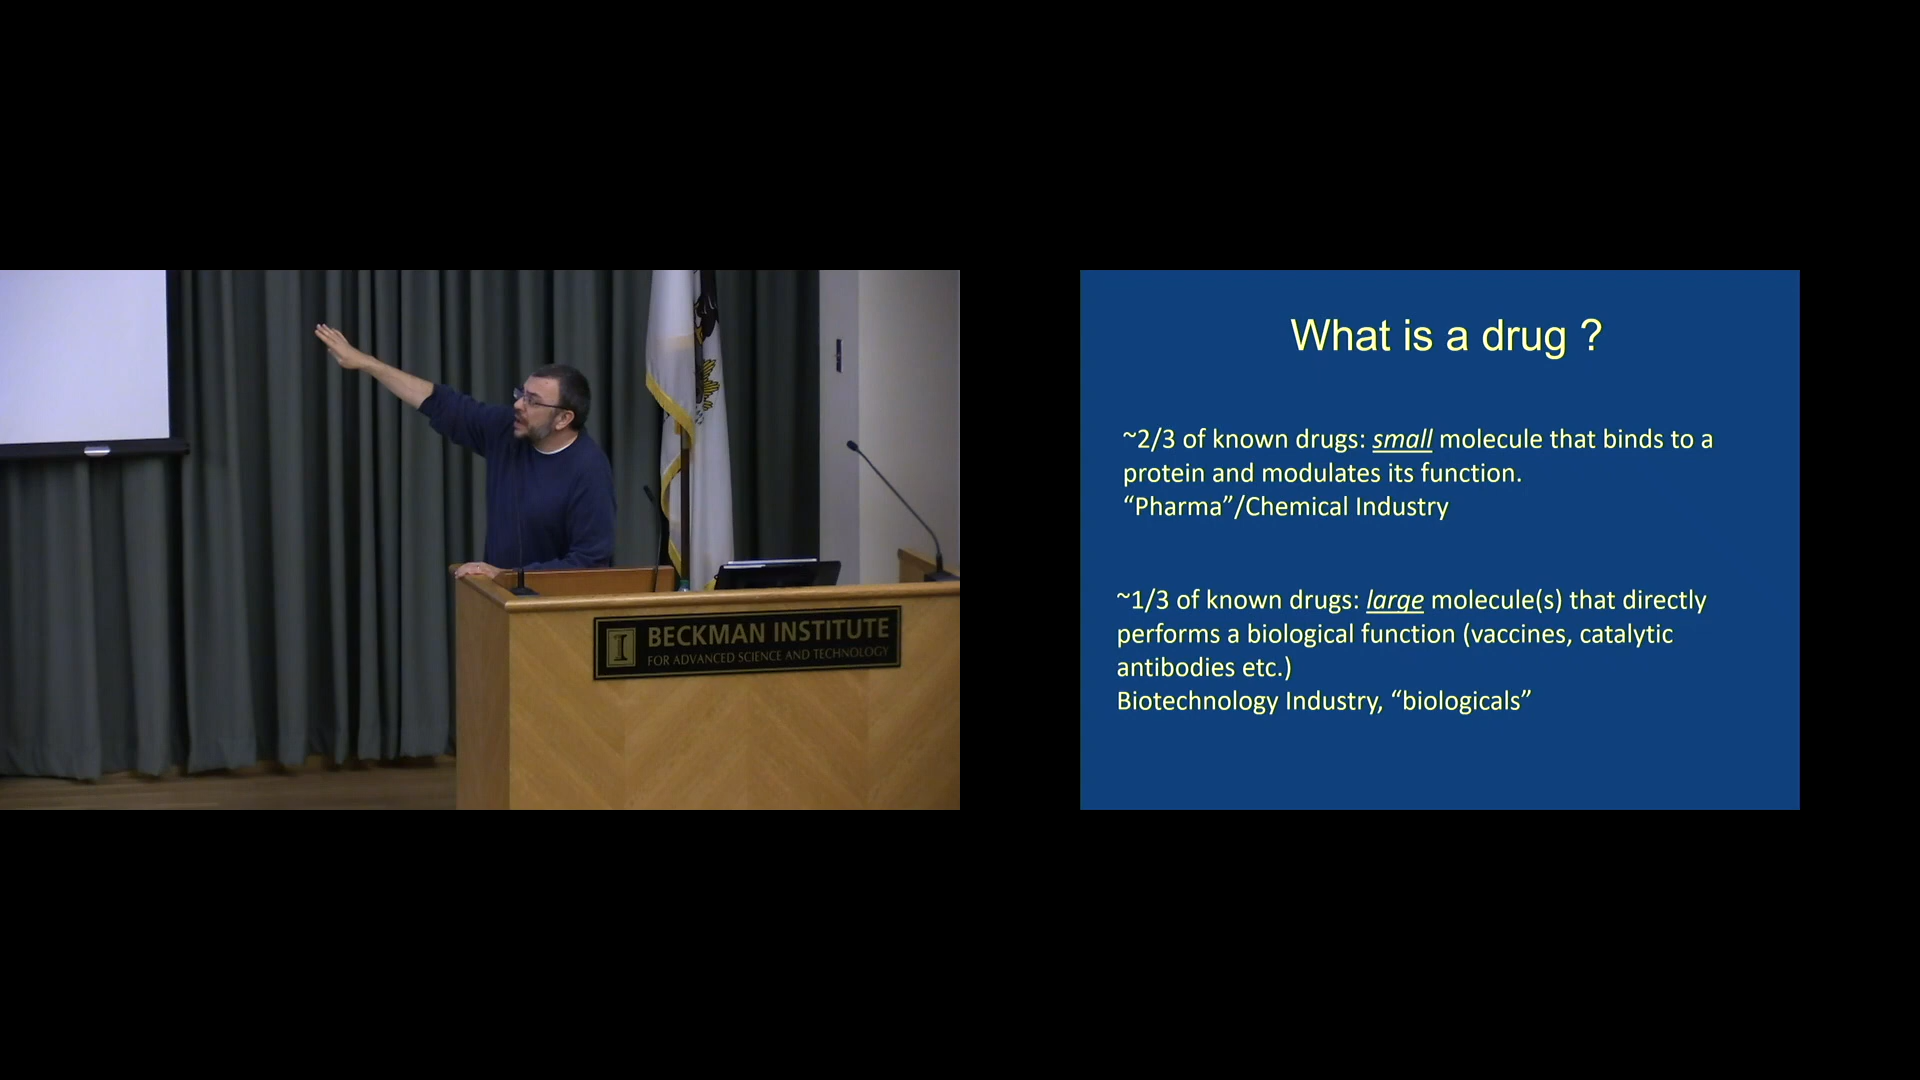 BECKMAN INSTITUTE
FOR ADVANCED SCIENCE AND TECHNOLOGY
What is a drug ?
~2/3 of known drugs: small molecule that binds to a
protein and modulates its function.
“Pharma”/Chemical Industry
~1/3 of known drugs: large molecule(s) that directly
performs a biological function (vaccines, catalytic
antibodies etc.)
Biotechnology Industry, “biologicals”